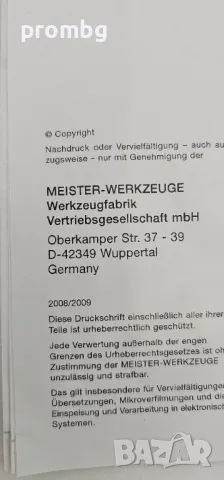 prombg
© Copyright
Nachdruck oder Vervielfältigung – auch au
zugsweise – nur mit Genehmigung der
MEISTER-WERKZEUGE
Werkzeugfabrik
Vertriebsgesellschaft mbH
Oberkamper Str. 37 - 39
D-42349 Wuppertal
Germany
2008/2009
Diese Druckschrift einschließlich aller ihrer
Teile ist urheberrechtlich geschützt.
Jede Verwertung außerhalb der engen
Grenzen des Urheberrechtsgesetzes ist oh
Zustimmung der MEISTER-WERKZEUGE
unzulässig und strafbar.
Das gilt insbesondere für Vervielfältigungen
Übersetzungen, Mikroverfilmungen und die
Einspeisung und Verarbeitung in elektronisc
Systemen.
BAZAR